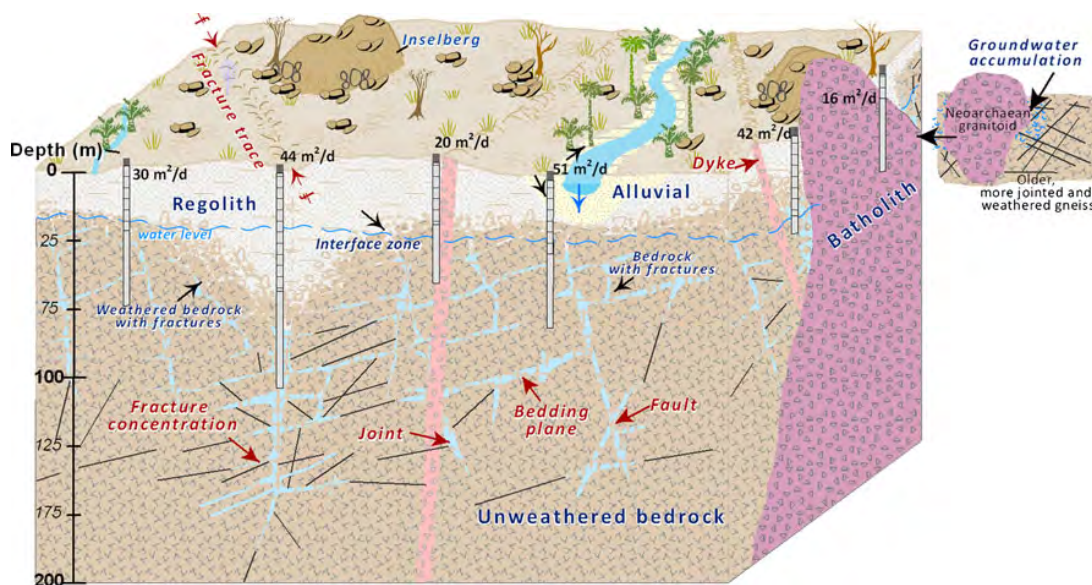 Inselberg
Fracture trace
Groundwater
accumulation
16 m²/d
Neoarchaean
granitoid
Older,
more jointed and
weathered gneiss
Depth (m)
0
25
75
100
125
175
200
30 m²/d
44 m²/d
20 m²/d
51 m²/d
42 m²/d
Dyke
Regolith
Alluvial
Batholith
water level
Interface zone
Bedrock
with fractures
Weathered bedrock
with fractures
Fracture
concentration
Joint
Bedding
plane
Fault
Unweathered bedrock